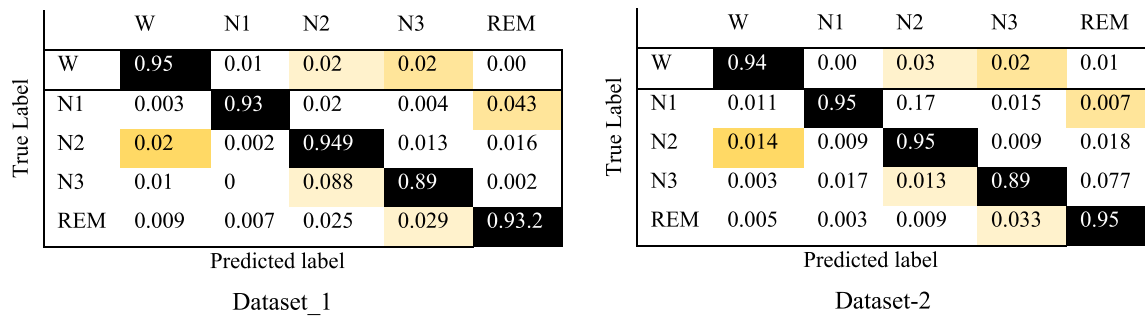 W N1 N2 N3 REM
W 0.95 0.01 0.02 0.02 0.00
N1 0.003 0.93 0.02 0.004 0.043
N2 0.02 0.002 0.949 0.013 0.016
N3 0.01 0 0.088 0.89 0.002
REM 0.009 0.007 0.025 0.029 0.93.2
True Label
Predicted label
Dataset_1
W N1 N2 N3 REM
W 0.94 0.00 0.03 0.02 0.01
N1 0.011 0.95 0.17 0.015 0.007
N2 0.014 0.009 0.95 0.009 0.018
N3 0.003 0.017 0.013 0.89 0.077
REM 0.005 0.003 0.009 0.033 0.95
True Label
Predicted label
Dataset-2